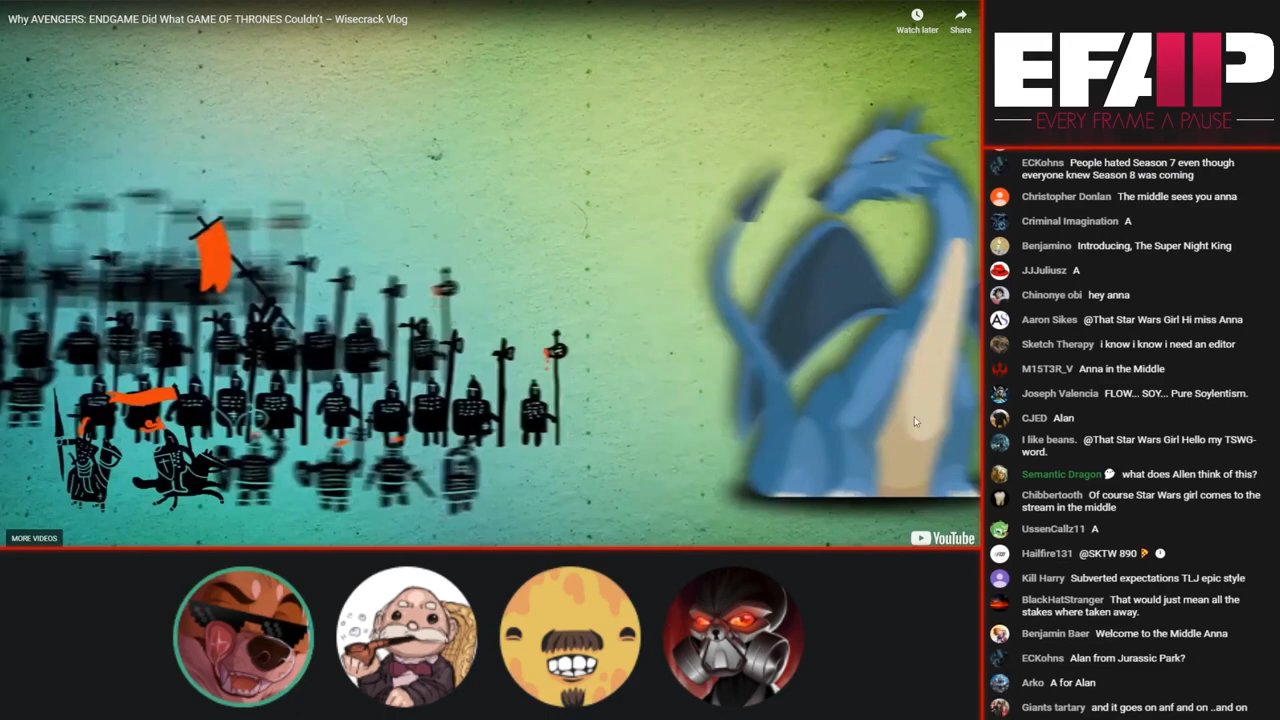 Why AVENGERS: ENDGAME Did What GAME OF THRONES Couldn't – Wisecrack Vlog
Watch later
Share
MORE VIDEOS
YouTube
EFAP
EVERY FRAME A PAUSE
ECKohns People hated Season 7 even though
everyone knew Season 8 was coming
Christopher Donlan The middle sees you anna
Criminal Imagination A
Benjamino Introducing, The Super Night King
JJJuliusz A
Chinonye obi hey anna
AS
Aaron Sikes @That Star Wars Girl Hi miss Anna
Sketch Therapy i know i know i need an editor
M15T3R_V Anna in the Middle
Joseph Valencia FLOW... SOY... Pure Soylentism.
CJED Alan
I like beans. @That Star Wars Girl Hello my TSWG-
word.
Semantic Dragon what does Allen think of this?
Chibbertooth Of course Star Wars girl comes to the
stream in the middle
UssenCallz11 A
Hailfire131 @SKTW 890
Kill Harry Subverted expectations TLJ epic style
BlackHatStranger That would just mean all the
stakes where taken away.
Benjamin Baer Welcome to the Middle Anna
ECKohns Alan from Jurassic Park?
Arko A for Alan
Giants tartary and it goes on anf and on ..and on